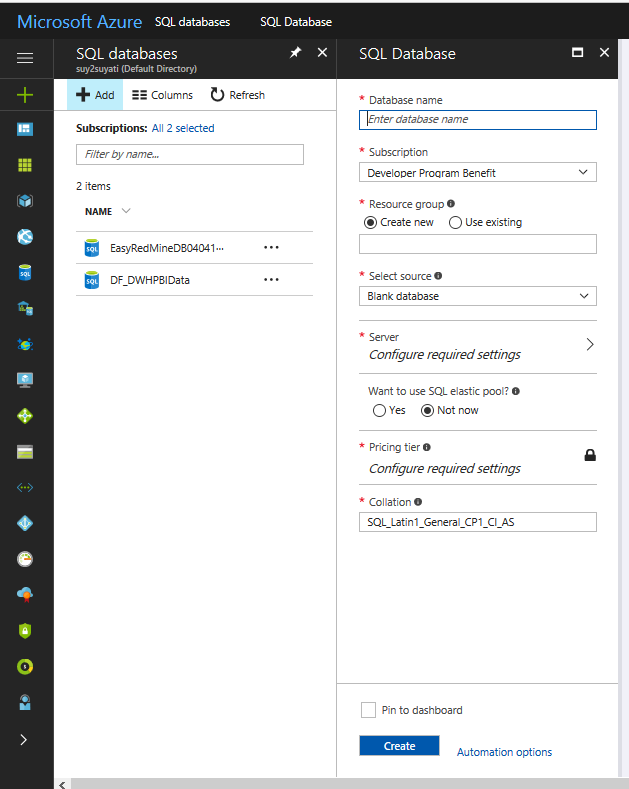 Microsoft Azure SQL databases SQL Database
SQL databases
suy2suyati (Default Directory)
Add Columns Refresh
Subscriptions: All 2 selected
Filter by name...
2 items
NAME
SQL EasyRedMineDB04041...
SQL DF_DWHPBIData
SQL
SQL Database
* Database name
Enter database name
* Subscription
Developer Program Benefit
* Resource group
Create new Use existing
* Select source
Blank database
* Server
Configure required settings
Want to use SQL elastic pool?
Yes Not now
* Pricing tier
Configure required settings
* Collation
SQL_Latin1_General_CP1_CI_AS
Pin to dashboard
Create Automation options